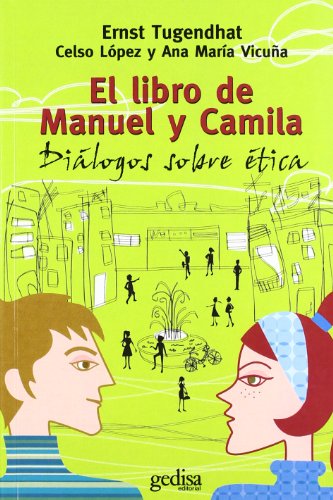 Ernst Tugendhat
Celso López y Ana María Vicuña
El libro de
Manuel y Camila
Diálogos sobre ética
gedisa
editorial